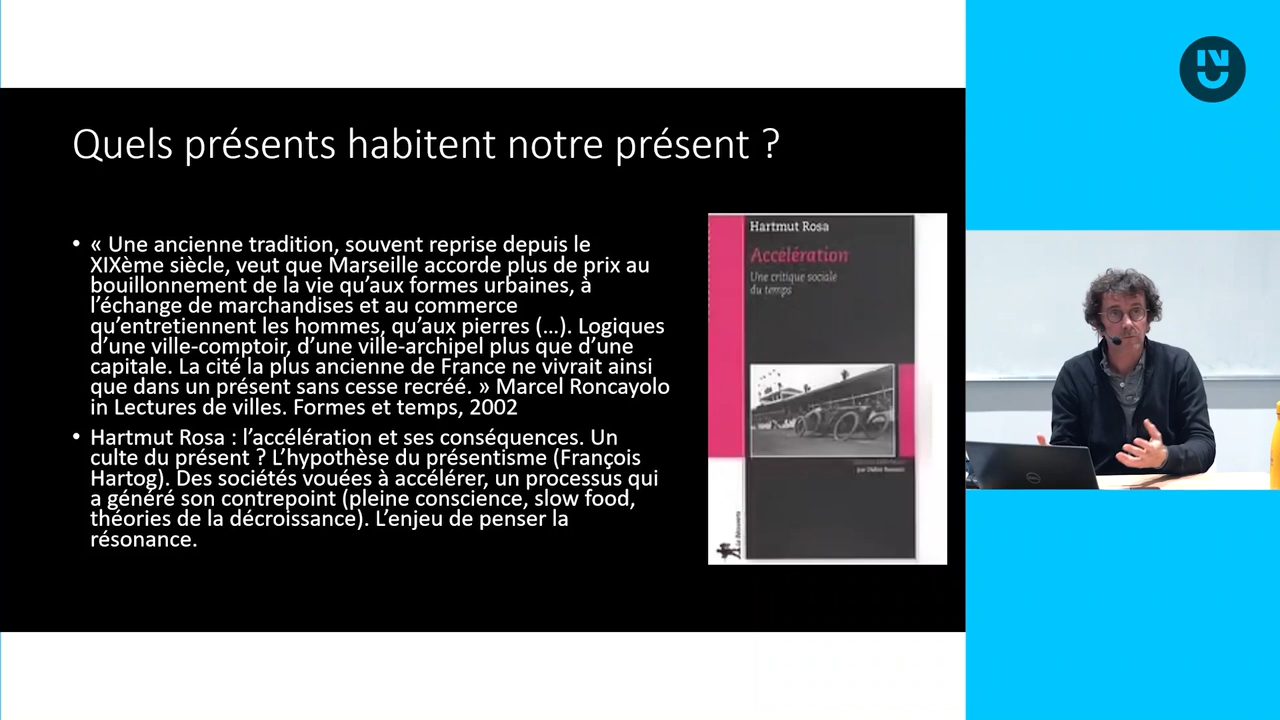 Quels présents habitent notre présent ?
• « Une ancienne tradition, souvent reprise depuis le
XIXème siècle, veut que Marseille accorde plus de prix au
bouillonnement de la vie qu’aux formes urbaines, à
l’échange de marchandises et au commerce
qu’entretiennent les hommes, qu’aux pierres (…). Logiques
d’une ville-comptoir, d’une ville-archipel plus que d’une
capitale. La cité la plus ancienne de France ne vivrait ainsi
que dans un présent sans cesse recréé. » Marcel Roncayolo
in Lectures de villes. Formes et temps, 2002
• Hartmut Rosa : l’accélération et ses conséquences. Un
culte du présent ? L’hypothèse du présentisme (François
Hartog). Des sociétés vouées à accélérer, un processus qui
a généré son contrepoint (pleine conscience, slow food,
théories de la décroissance). L’enjeu de penser la
résonance.
Hartmut Rosa
Accélération
Une critique sociale
du temps
La Découverte
DELL